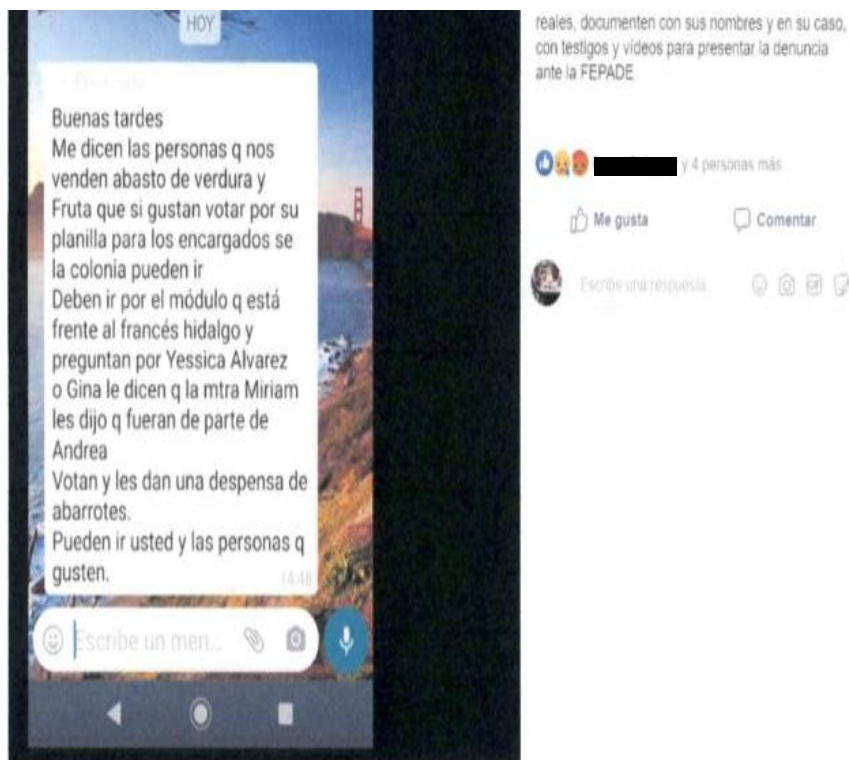 HOY
Buenas tardes
Me dicen las personas q nos
venden abasto de verdura y
Fruta que si gustan votar por su
planilla para los encargados se
la colonia pueden ir
Deben ir por el módulo q está
frente al francés hidalgo y
preguntan por Yessica Alvarez
o Gina le dicen q la mtra Miriam
les dijo q fueran de parte de
Andrea
Votan y les dan una despensa de
abarrotes.
Pueden ir usted y las personas q
gusten.
14:48
Escribe un men...
reales, documenten con sus nombres y en su caso,
con testigos y videos para presentar la denuncia
ante la FEPADE
y 4 personas más
Me gusta
Comentar
Escribe una respuesta
GIF